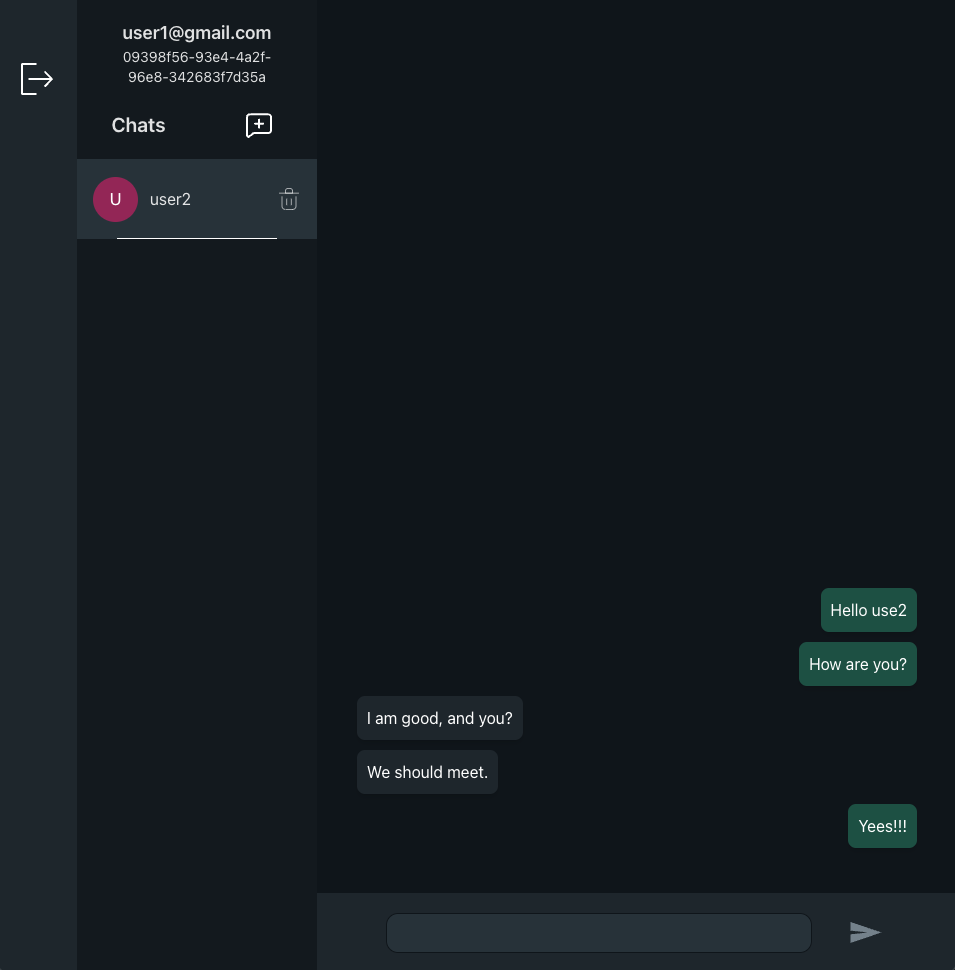 user1@gmail.com
09398f56-93e4-4a2f-
96e8-342683f7d35a
Chats
U
user2
Hello use2
How are you?
I am good, and you?
We should meet.
Yees!!!